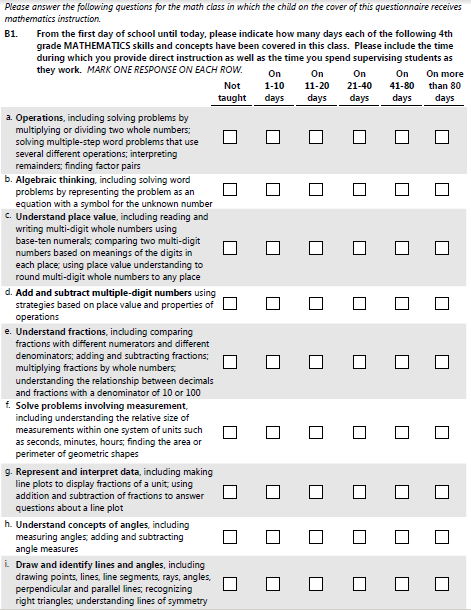 Please answer the following questions for the math class in which the child on the cover of this questionnaire receives
mathematics instruction.
B1. From the first day of school until today, please indicate how many days each of the following 4th
grade MATHEMATICS skills and concepts have been covered in this class. Please include the time
during which you provide direct instruction as well as the time you spend supervising students as
they work. MARK ONE RESPONSE ON EACH ROW.
On On On On On more
Not 1-10 11-20 21-40 41-80 than 80
taught days days days days days
a. Operations, including solving problems by
multiplying or dividing two whole numbers;
solving multiple-step word problems that use
several different operations; interpreting
remainders; finding factor pairs
b. Algebraic thinking, including solving word
problems by representing the problem as an
equation with a symbol for the unknown number
c. Understand place value, including reading and
writing multi-digit whole numbers using
base-ten numerals; comparing two multi-digit
numbers based on meanings of the digits in
each place; using place value understanding to
round multi-digit whole numbers to any place
d. Add and subtract multiple-digit numbers using
strategies based on place value and properties of
operations
e. Understand fractions, including comparing
fractions with different numerators and different
denominators; adding and subtracting fractions;
multiplying fractions by whole numbers;
understanding the relationship between decimals
and fractions with a denominator of 10 or 100
f. Solve problems involving measurement,
including understanding the relative size of
measurements within one system of units such
as seconds, minutes, hours; finding the area or
perimeter of geometric shapes
g. Represent and interpret data, including making
line plots to display fractions of a unit; using
addition and subtraction of fractions to answer
questions about a line plot
h. Understand concepts of angles, including
measuring angles; adding and subtracting
angle measures
i. Draw and identify lines and angles, including
drawing points, lines, line segments, rays, angles,
perpendicular and parallel lines; recognizing
right triangles; understanding lines of symmetry